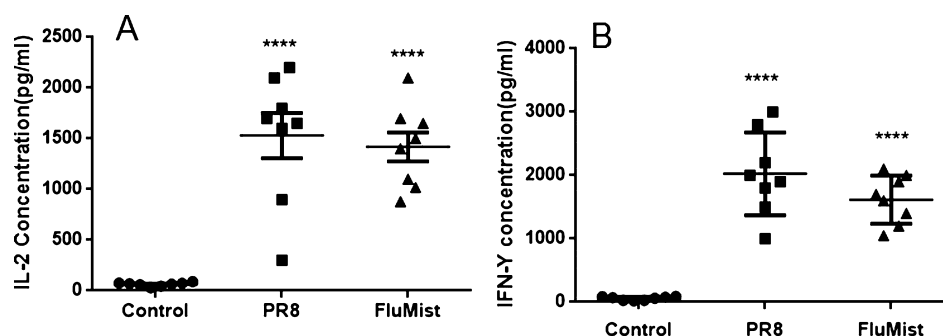 A
IL-2 Concentration(pg/ml)
2500
2000
1500
1000
500
0
****
****
Control
PR8
FluMist
B
IFN-Y concentration(pg/ml)
4000
3000
2000
1000
0
****
****
Control
PR8
FluMist